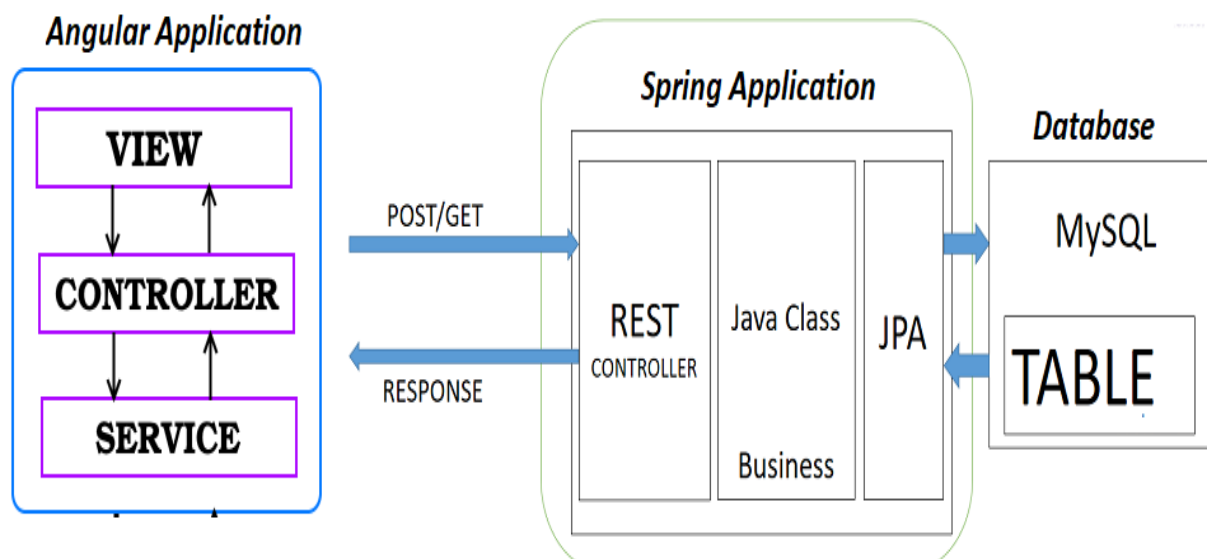 Angular Application
VIEW
CONTROLLER
SERVICE
POST/GET
RESPONSE
Spring Application
REST
CONTROLLER
Java Class
Business
JPA
Database
MySQL
TABLE